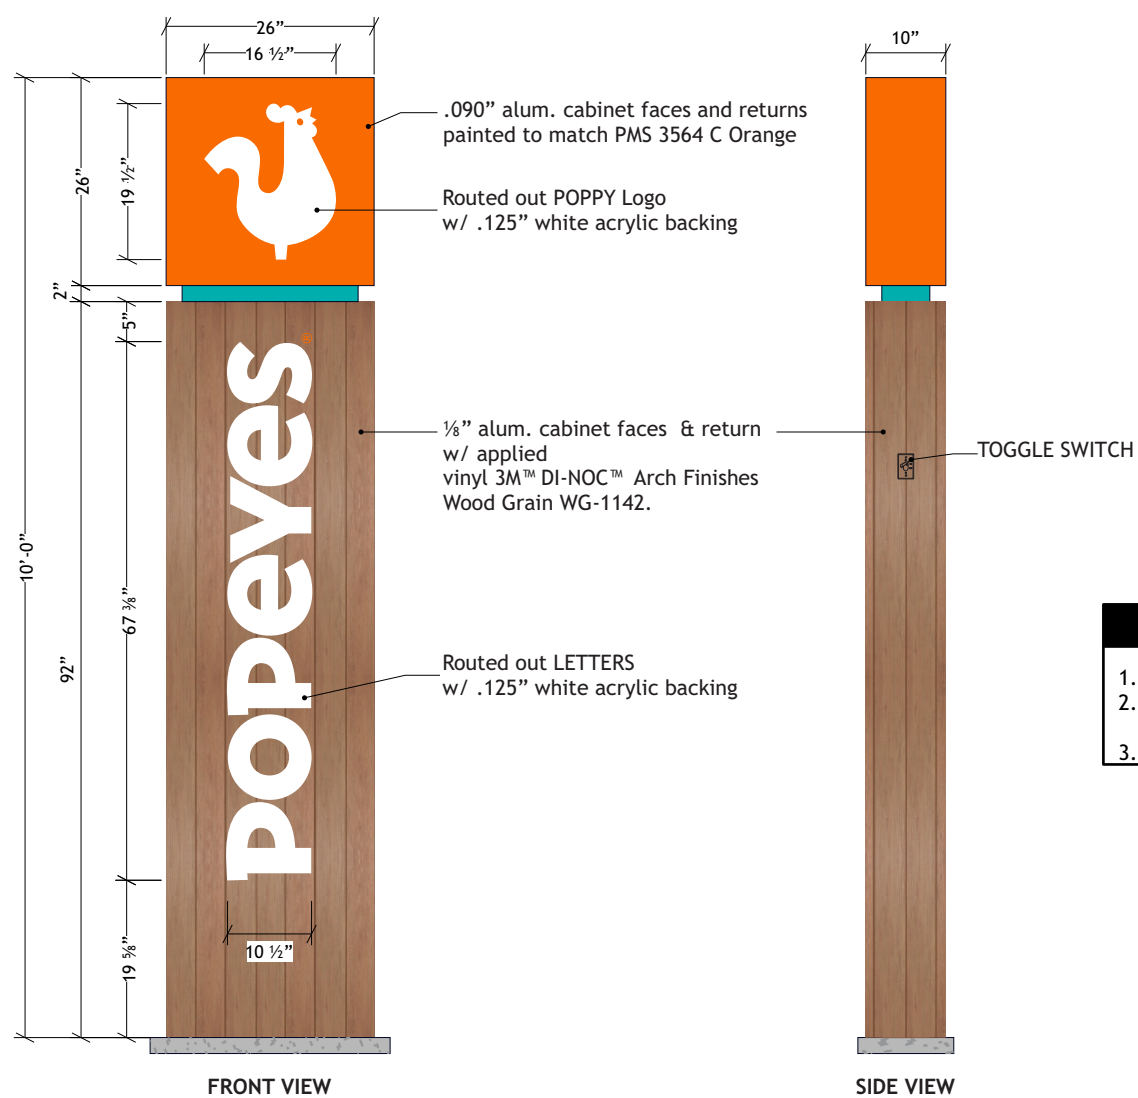 26”
16 ½”
10”
.090” alum. cabinet faces and returns
painted to match PMS 3564 C Orange
Routed out POPPY Logo
w/ .125” white acrylic backing
26”
19 ½”
2”
5”
popeyes®
⅛” alum. cabinet faces & return
w/ applied
vinyl 3M™ DI-NOC™ Arch Finishes
Wood Grain WG-1142.
TOGGLE SWITCH
10’-0”
67 ⅜”
92”
Routed out LETTERS
w/ .125” white acrylic backing
1.
2.
3.
19 ⅝”
10 ½”
FRONT VIEW
SIDE VIEW